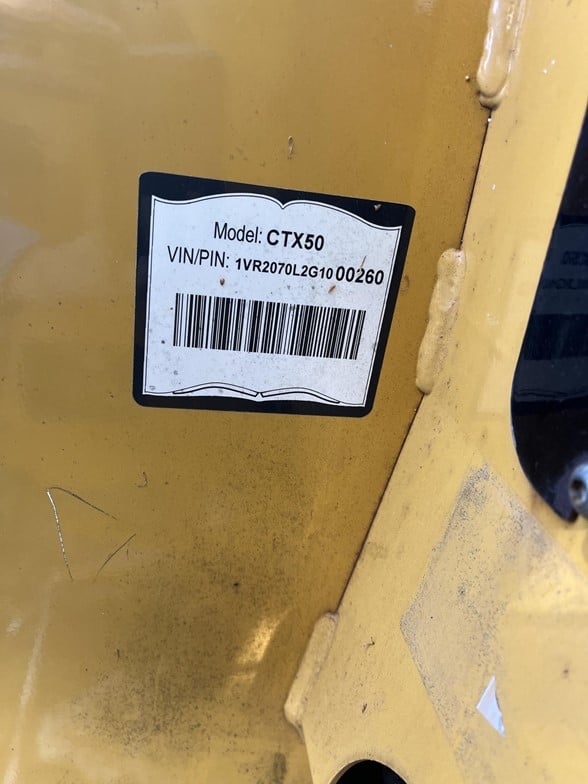 Model: CTX50
VIN/PIN: 1VR2070L2G1000260